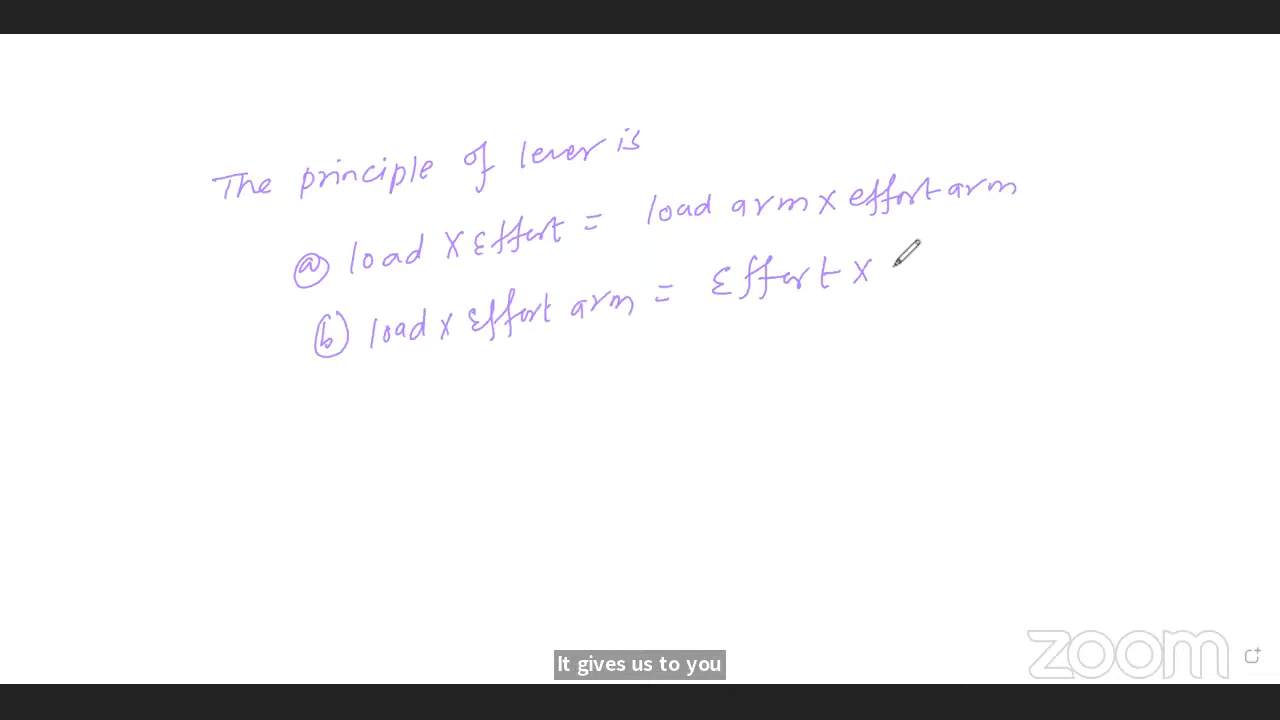 The principle of lever is
(a) load X Effort = load arm x effort arm
(b) load x Effort arm = Effort x
It gives us to you
zoom